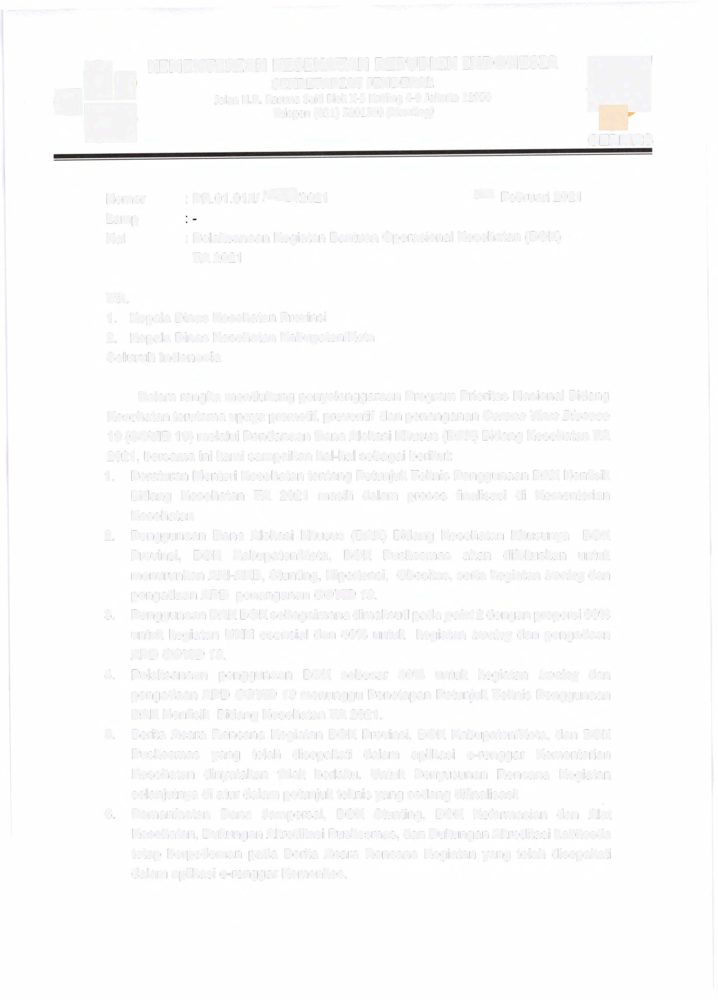 KEMENTERIAN KESEHATAN REPUBLIK INDONESIA
SEKRETARIAT JENDERAL
Jalan H.R. Rasuna Said Blok X-5 Kavling 4-9 Jakarta 12950
Telepon (021) 5201590 (Hunting)
GERMAS
Nomor : PR.01.01/I/ /2021 Februari 2021
Lamp : -
Hal : Pelaksanaan Kegiatan Bantuan Operasional Kesehatan (BOK)
TA 2021
Yth.
1. Kepala Dinas Kesehatan Provinsi
2. Kepala Dinas Kesehatan Kabupaten/Kota
Seluruh Indonesia
Dalam rangka mendukung penyelenggaraan Program Prioritas Nasional Bidang
Kesehatan terutama upaya promotif, preventif dan penanganan Corona Virus Disease
19 (COVID 19) melalui Pendanaan Dana Alokasi Khusus (DAK) Bidang Kesehatan TA
2021, bersama ini kami sampaikan hal-hal sebagai berikut
1. Peraturan Menteri Kesehatan tentang Petunjuk Teknis Penggunaan DAK Nonfisik
Bidang Kesehatan TA 2021 masih dalam proses finalisasi di Kementerian
Kesehatan
2. Penggunaan Dana Alokasi Khusus (DAK) Bidang Kesehatan Khusunya BOK
Provinsi, BOK Kabupaten/Kota, BOK Puskesmas akan difokuskan untuk
menurunkan AKI-AKB, Stunting, Hipertensi, Obesitas, serta kegiatan tracing dan
pengadaan APD penanganan COVID 19.
3. Penggunaan DAK BOK sebagaimana dimaksud pada point 2 dengan proporsi 60%
untuk kegiatan UKM esensial dan 40% untuk kegiatan tracing dan pengadaan
APD COVID 19.
4. Pelaksanaan penggunaan BOK sebesar 40% untuk kegiatan tracing dan
pengadaan APD COVID 19 menunggu Penetapan Petunjuk Teknis Penggunaan
DAK Nonfisik Bidang Kesehatan TA 2021.
5. Berita Acara Rencana Kegiatan BOK Provinsi, BOK Kabupaten/Kota, dan BOK
Puskesmas yang telah disepakati dalam aplikasi e-renggar Kementerian
Kesehatan dinyatakan tidak berlaku. Untuk Penyusunan Rencana Kegiatan
selanjutnya di atur dalam petunjuk teknis yang sedang difinalisasi.
6. Pemanfaatan Dana Jampersal, BOK Stunting, BOK Kefarmasian dan Alat
Kesehatan, Dukungan Akreditasi Puskesmas, dan Dukungan Akreditasi Labkesda
tetap berpedoman pada Berita Acara Rencana Kegiatan yang telah disepakati
dalam aplikasi e-renggar Kemenkes.